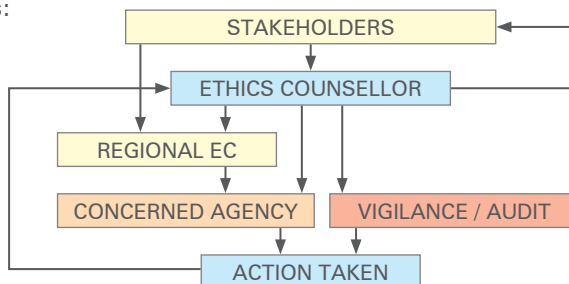 STAKEHOLDERS
ETHICS COUNSELLOR
REGIONAL EC
CONCERNED AGENCY
VIGILANCE / AUDIT
ACTION TAKEN